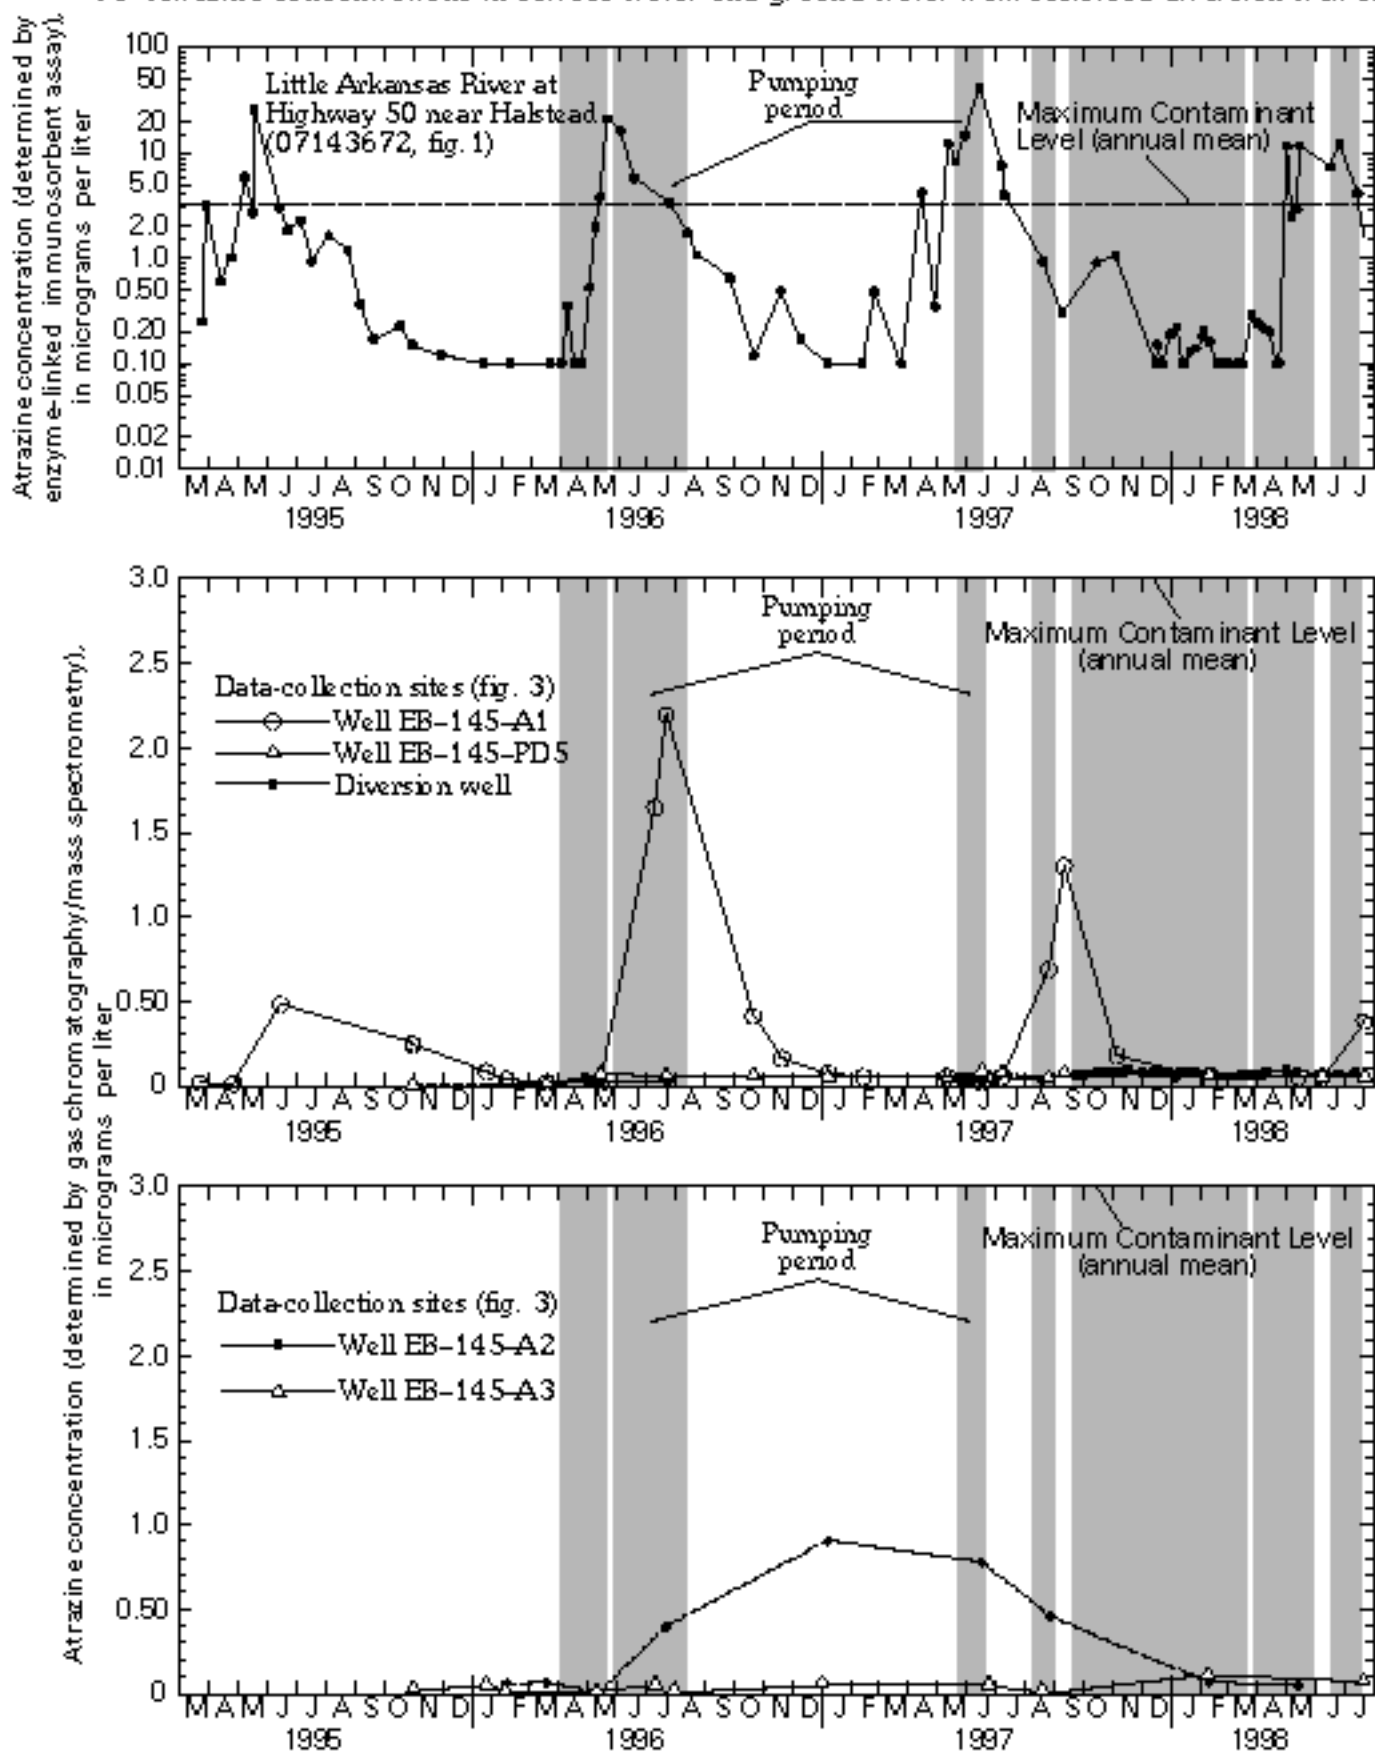 Atrazine concentration (determined by
enzyme-linked immunosorbent assay),
in micrograms per liter
100
50
20
10
5.0
2.0
1.0
0.50
0.20
0.10
0.05
0.02
0.01
Little Arkansas River at
Highway 50 near Halstead
(07143672, fig. 1)
Pumping
period
Maximum Contaminant
Level (annual mean)
M A M J J A S O N D J F M A M J J A S O N D J F M A M J J A S O N D J F M A M J J
1995 1996 1997 1998
Atrazine concentration (determined by gas chromatography/mass spectrometry),
in micrograms per liter
3.0
2.5
2.0
1.5
1.0
0.50
0
Pumping
period
Maximum Contaminant Level
(annual mean)
Data-collection sites (fig. 3)
Well EB-145-A1
Well EB-145-PD5
Diversion well
M A M J J A S O N D J F M A M J J A S O N D J F M A M J J A S O N D J F M A M J J
1995 1996 1997 1998
3.0
2.5
2.0
1.5
1.0
0.50
0
Pumping
period
Maximum Contaminant Level
(annual mean)
Data-collection sites (fig. 3)
Well EB-145-A2
Well EB-145-A3
M A M J J A S O N D J F M A M J J A S O N D J F M A M J J A S O N D J F M A M J J
1995 1996 1997 1998